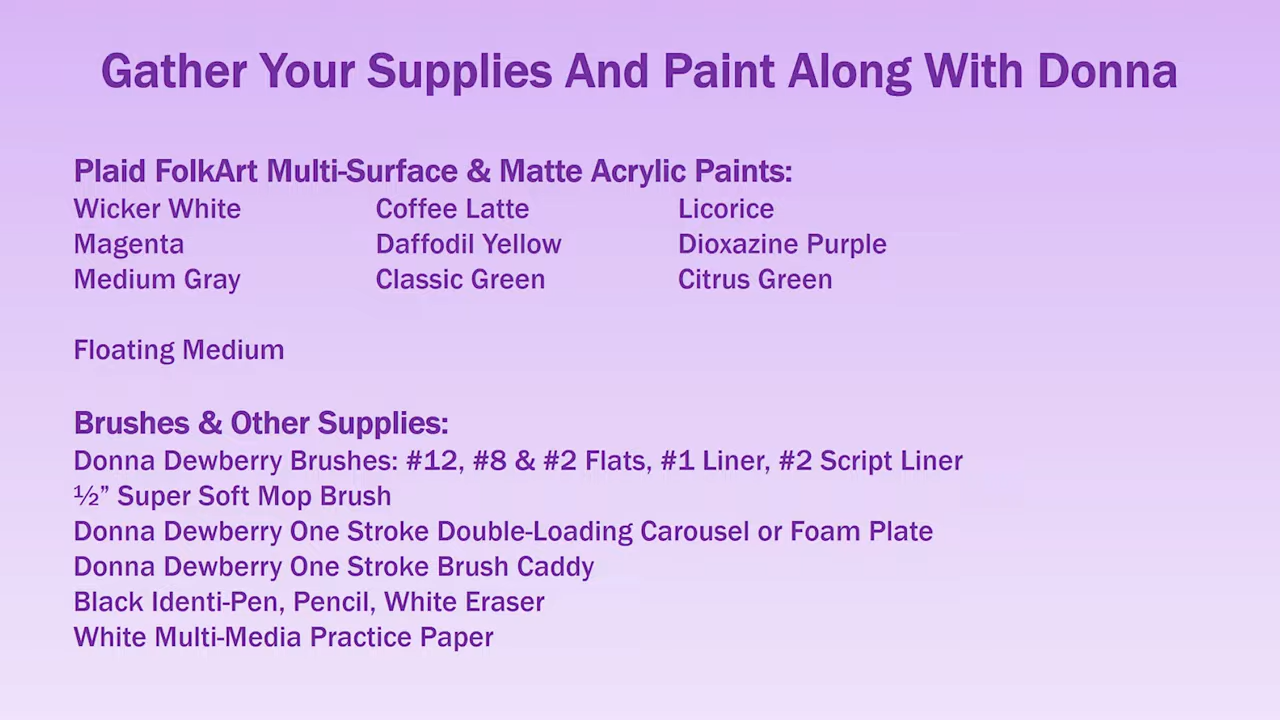 Gather Your Supplies And Paint Along With Donna
Plaid FolkArt Multi-Surface & Matte Acrylic Paints:
Wicker White Coffee Latte Licorice
Magenta Daffodil Yellow Dioxazine Purple
Medium Gray Classic Green Citrus Green
Floating Medium
Brushes & Other Supplies:
Donna Dewberry Brushes: #12, #8 & #2 Flats, #1 Liner, #2 Script Liner
½” Super Soft Mop Brush
Donna Dewberry One Stroke Double-Loading Carousel or Foam Plate
Donna Dewberry One Stroke Brush Caddy
Black Identi-Pen, Pencil, White Eraser
White Multi-Media Practice Paper